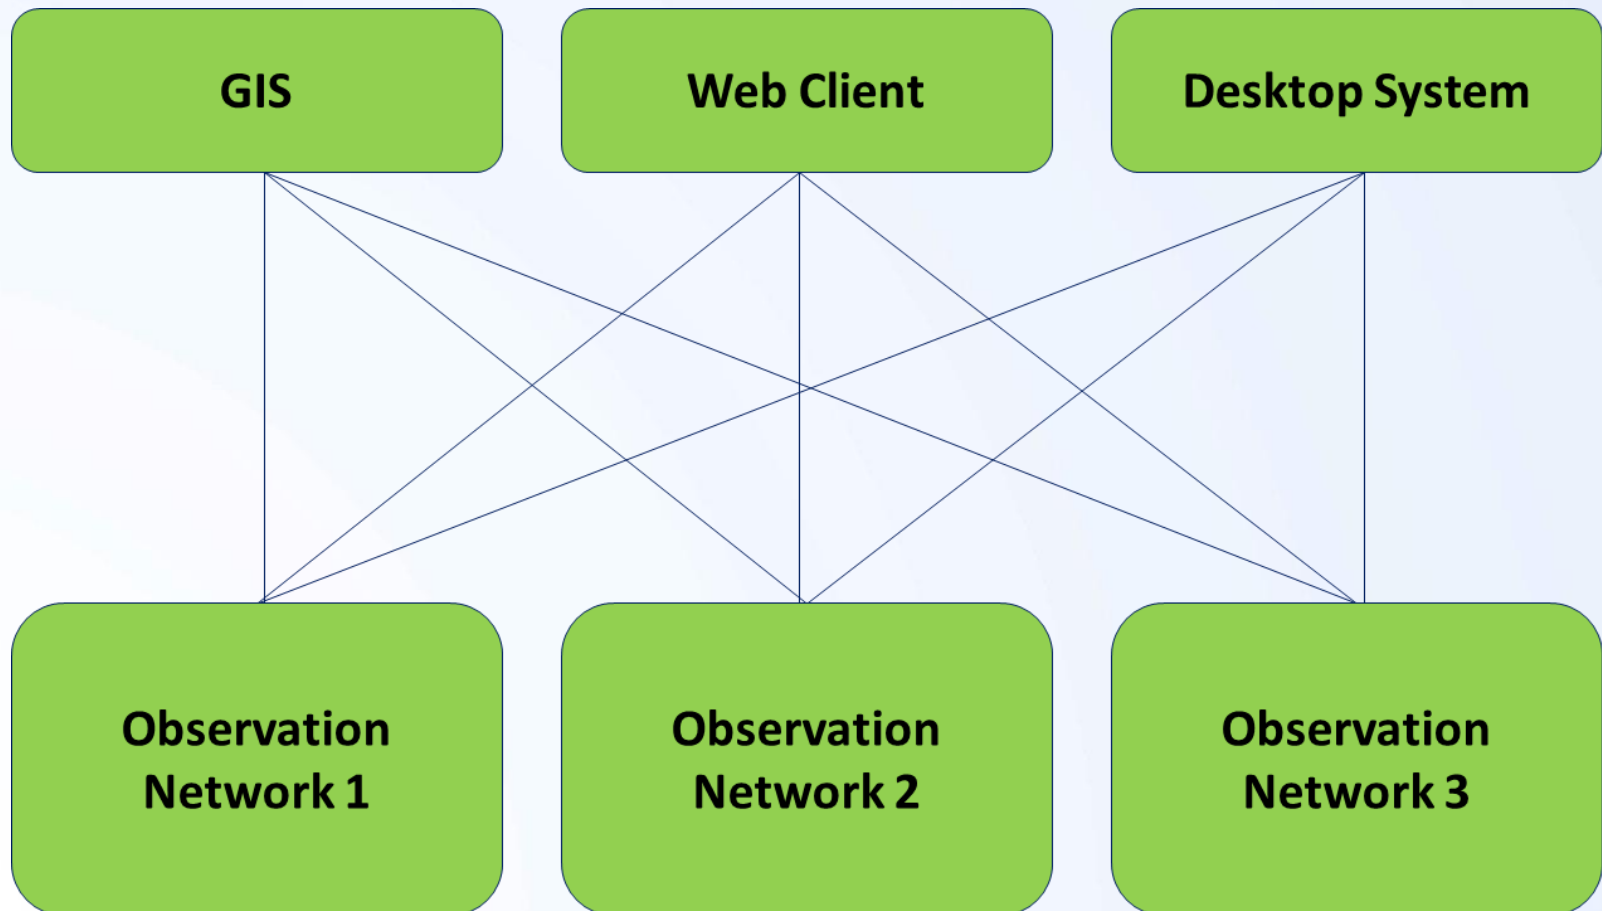 GIS
Web Client
Desktop System
Observation
Network 1
Observation
Network 2
Observation
Network 3